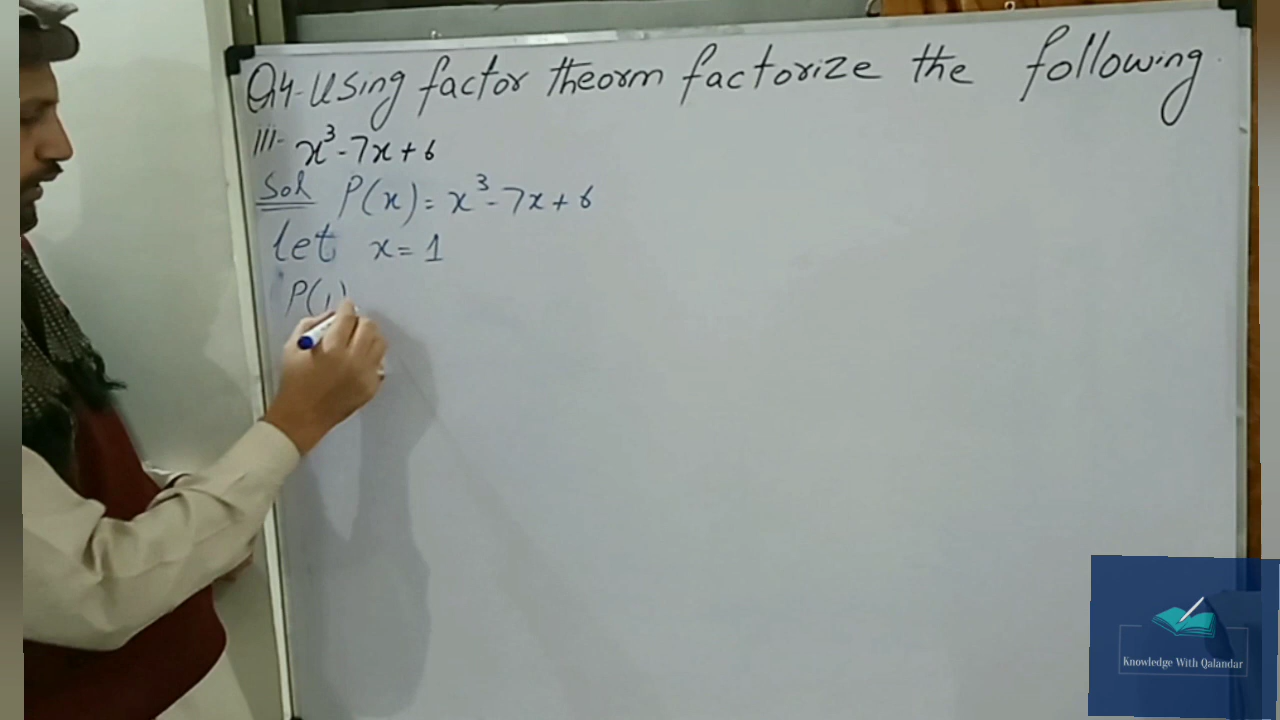 Q4-Using factor theorm factorize the following.
iii- x³-7x+6
Sol P(x)= x³-7x+6
let x=1
P(1)
Knowledge With Qalandar